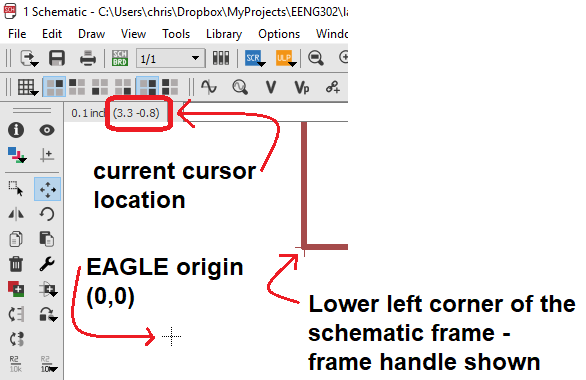 1 Schematic - C:\Users\chris\Dropbox\MyProjects\EENG302\la
File Edit Draw View Tools Library Options Windo
SCH
BRD
1/1
SCR
ULP
V
Vp
0.1 inch (3.3 -0.8)
current cursor
location
EAGLE origin
(0,0)
Lower left corner of the
schematic frame -
frame handle shown
R2
10k
R2
10k